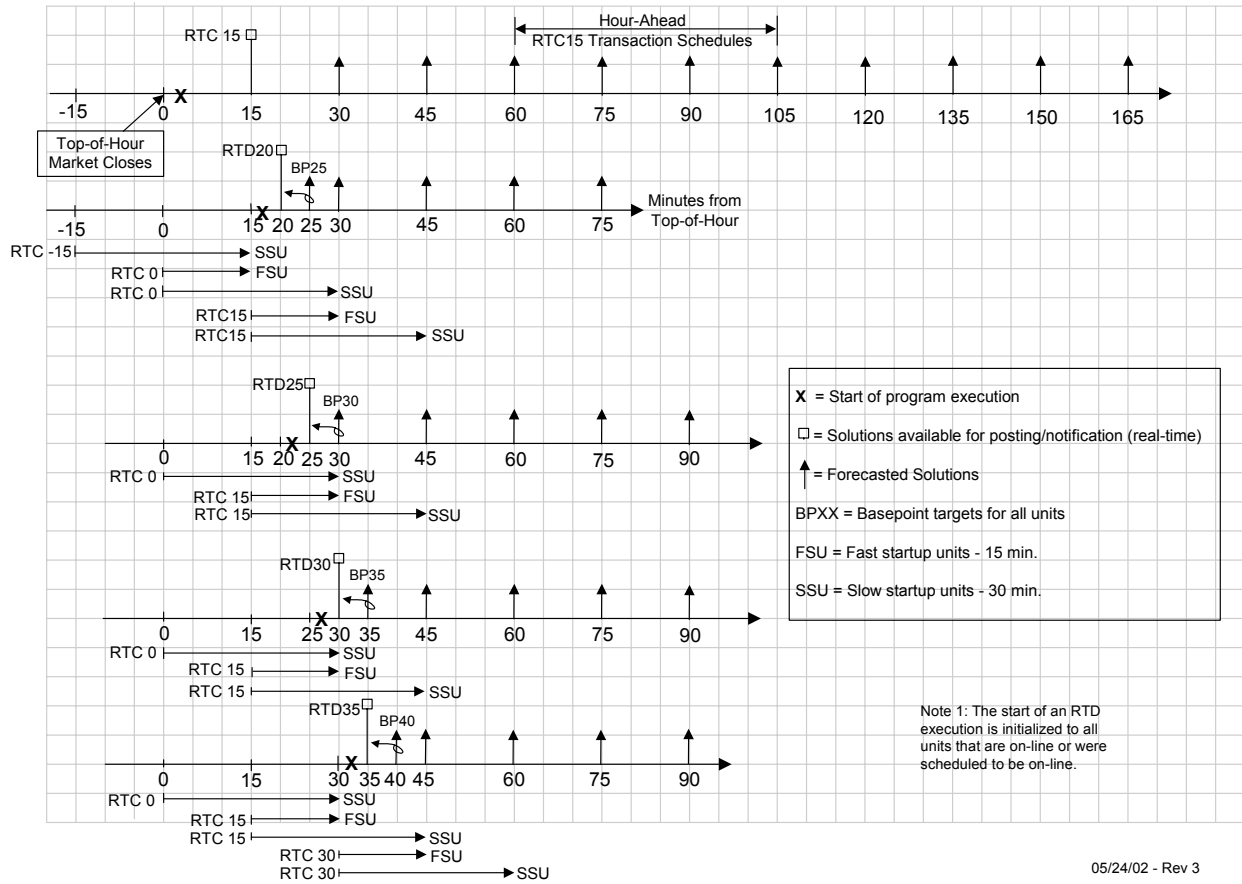 Hour-Ahead
RTC15 Transaction Schedules
RTC 15
-15 0 15 30 45 60 75 90 105 120 135 150 165
Top-of-Hour
Market Closes
RTD20
BP25
X
X
-15 0 15 20 25 30 45 60 75
Minutes from
Top-of-Hour
RTC -15 SSU
RTC 0 FSU
RTC 0 SSU
RTC15 FSU
RTC15 SSU
RTD25
BP30
X
0 15 20 25 30 45 60 75 90
RTC 0 SSU
RTC 15 FSU
RTC 15 SSU
RTD30
BP35
X
0 15 25 30 35 45 60 75 90
RTC 0 SSU
RTC 15 FSU
RTC 15 SSU
RTD35
BP40
X
0 15 30 35 40 45 60 75 90
RTC 0 SSU
RTC 15 FSU
RTC 15 SSU
RTC 30 FSU
RTC 30 SSU
X = Start of program execution
= Solutions available for posting/notification (real-time)
= Forecasted Solutions
BPXX = Basepoint targets for all units
FSU = Fast startup units - 15 min.
SSU = Slow startup units - 30 min.
Note 1: The start of an RTD
execution is initialized to all
units that are on-line or were
scheduled to be on-line.
05/24/02 - Rev 3